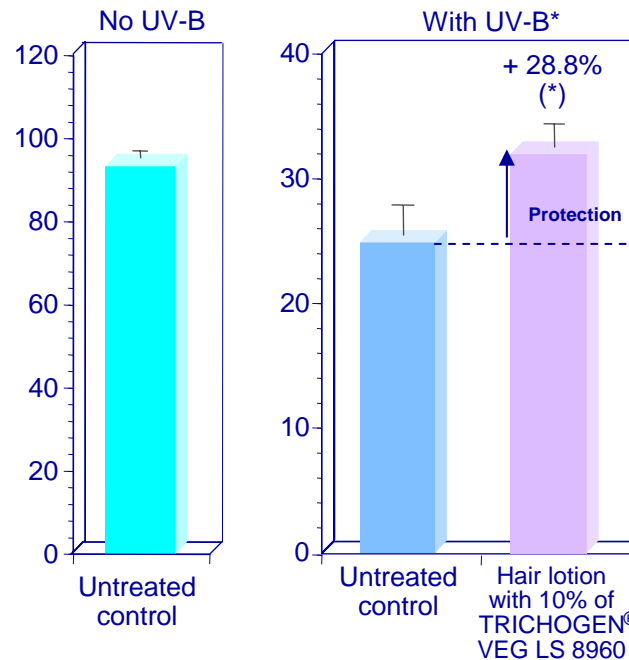 No UV-B
120
100
80
60
40
20
0
Untreated
control
With UV-B*
40
30
20
10
0
+ 28.8%
(*)
Protection
Untreated
control
Hair lotion
with 10% of
TRICHOGEN®
VEG LS 8960